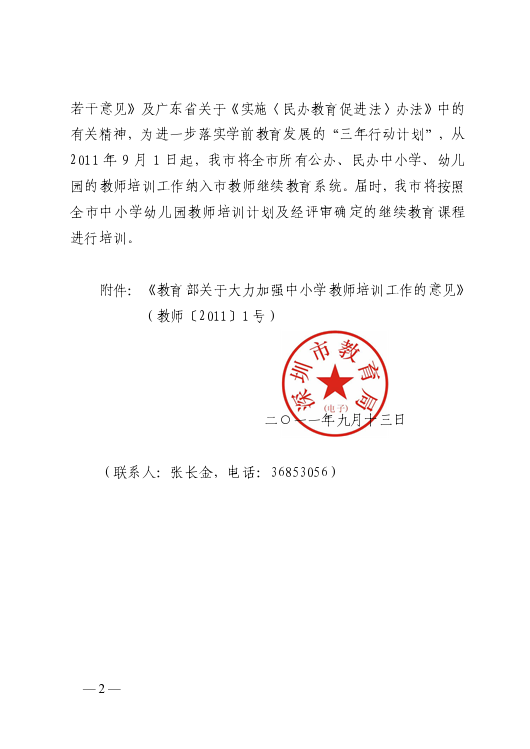 若干意见》及广东省关于《实施〈民办教育促进法〉办法》中的
有关精神，为进一步落实学前教育发展的“三年行动计划”，从
2011 年 9 月 1 日起，我市将全市所有公办、民办中小学、幼儿
园的教师培训工作纳入市教师继续教育系统。届时，我市将按照
全市中小学幼儿园教师培训计划及经评审确定的继续教育课程
进行培训。
附件：《教育部关于大力加强中小学教师培训工作的意见》
（教师〔2011〕1 号）
深圳市教育局
(电子)
二〇一一年九月十三日
（联系人：张长金，电话：36853056）
—2—